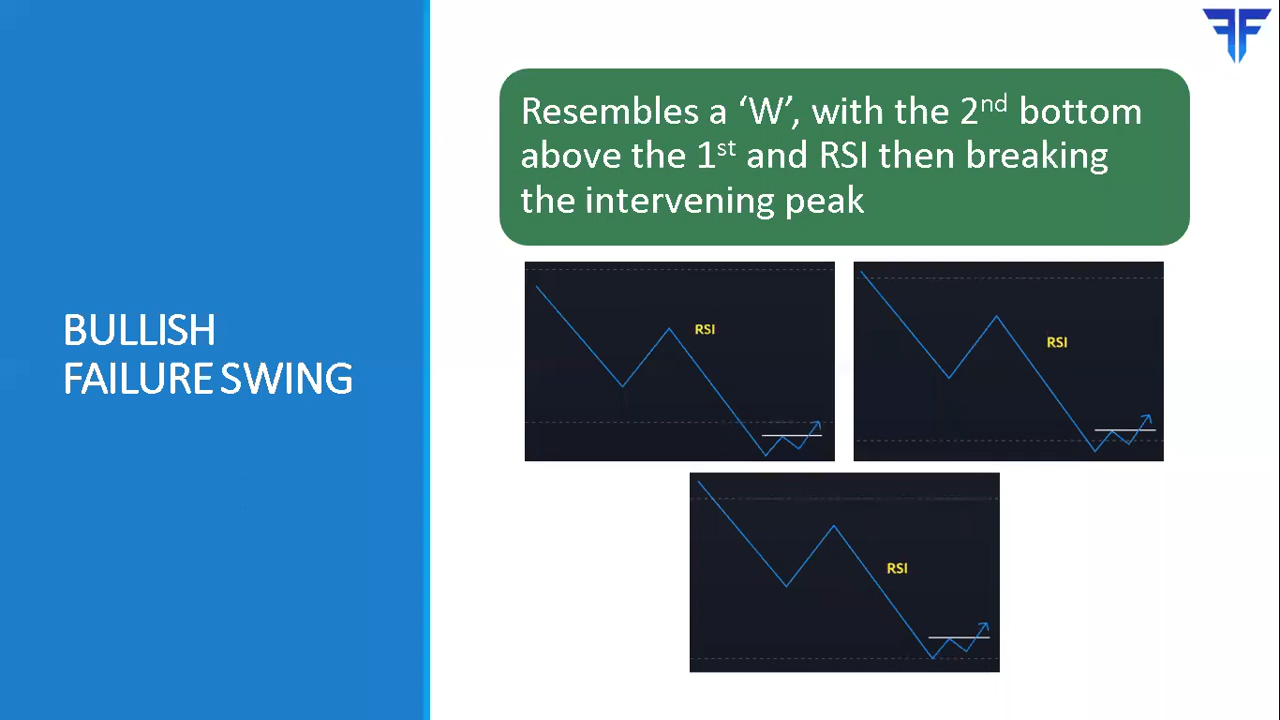 BULLISH
FAILURE SWING
Resembles a ‘W’, with the 2nd bottom
above the 1st and RSI then breaking
the intervening peak
RSI
RSI
RSI